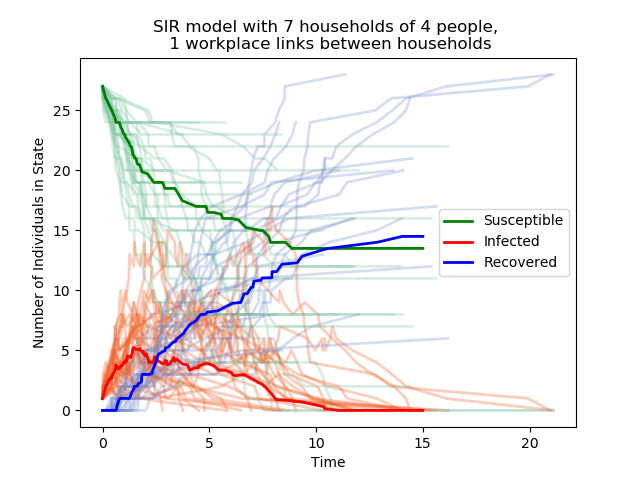 SIR model with 7 households of 4 people,
1 workplace links between households
Number of Individuals in State
25
20
15
10
5
0
Susceptible
Infected
Recovered
0 5 10 15 20
Time